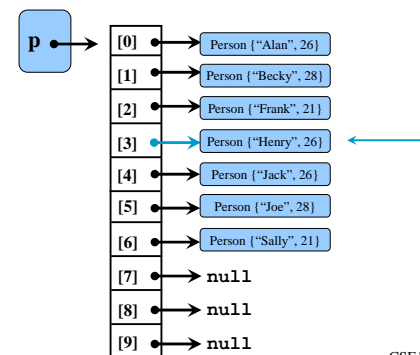 p
[0] Person {“Alan”, 26}
[1] Person {“Becky”, 28}
[2] Person {“Frank”, 21}
[3] Person {“Henry”, 26}
[4] Person {“Jack”, 26}
[5] Person {“Joe”, 28}
[6] Person {“Sally”, 21}
[7] null
[8] null
[9] null